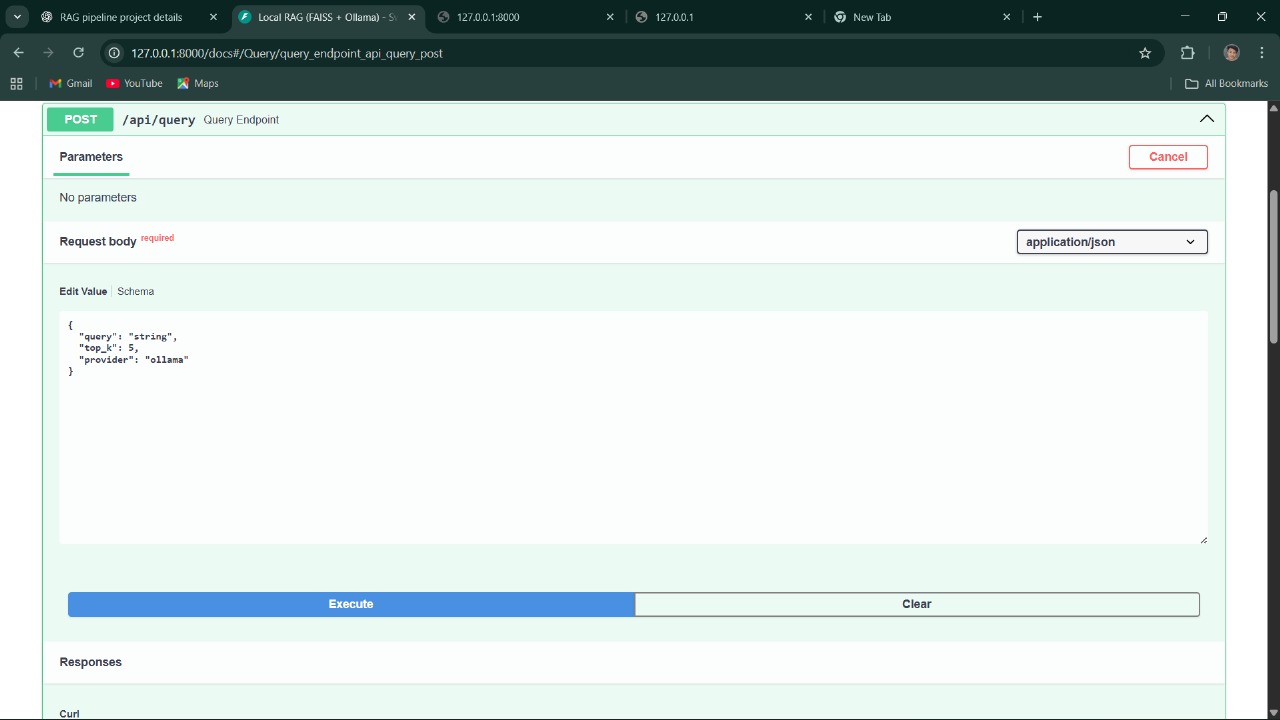 RAG pipeline project details
Local RAG (FAISS + Ollama) - Sw
127.0.0.1:8000
127.0.0.1
New Tab
127.0.0.1:8000/docs#/Query/query_endpoint_api_query_post
Gmail
YouTube
Maps
All Bookmarks
POST /api/query Query Endpoint
Parameters
Cancel
No parameters
Request body required
application/json
Edit Value | Schema
{
"query": "string",
"top_k": 5,
"provider": "ollama"
}
Execute
Clear
Responses
Curl